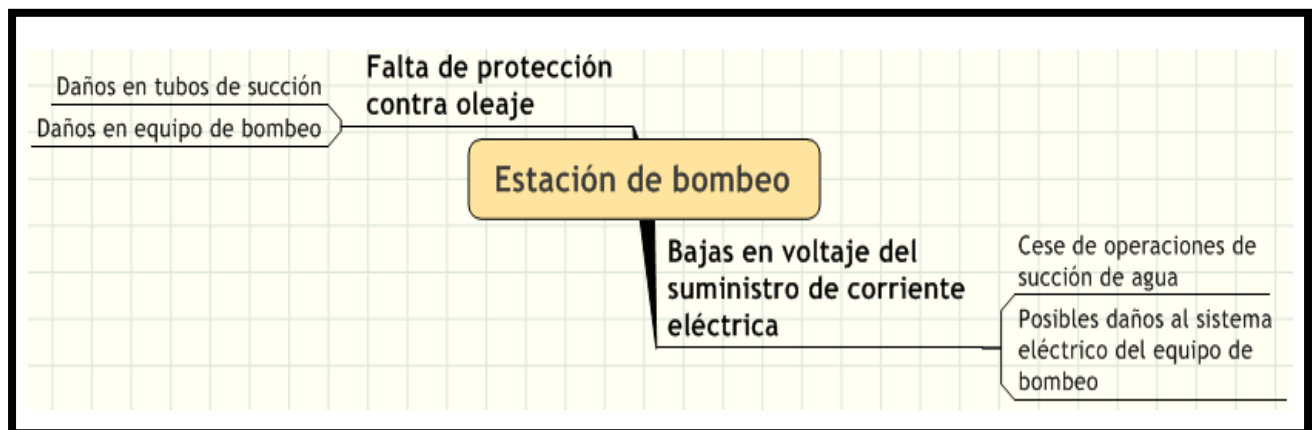 Falta de protección
contra oleaje
Daños en tubos de succión
Daños en equipo de bombeo
Estación de bombeo
Bajas en voltaje del
suministro de corriente
eléctrica
Cese de operaciones de
succión de agua
Posibles daños al sistema
eléctrico del equipo de
bombeo